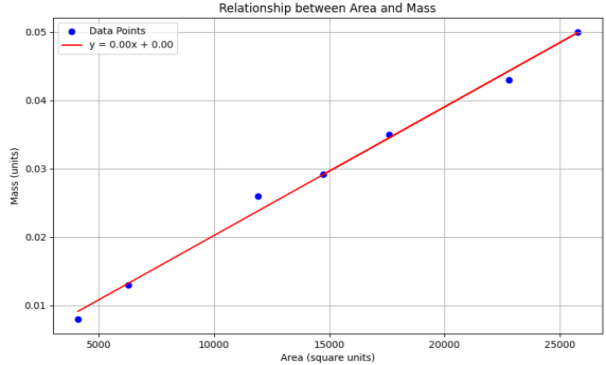 Relationship between Area and Mass
Data Points
y = 0.00x + 0.00
0.05
0.04
0.03
0.02
0.01
Mass (units)
5000 10000 15000 20000 25000
Area (square units)